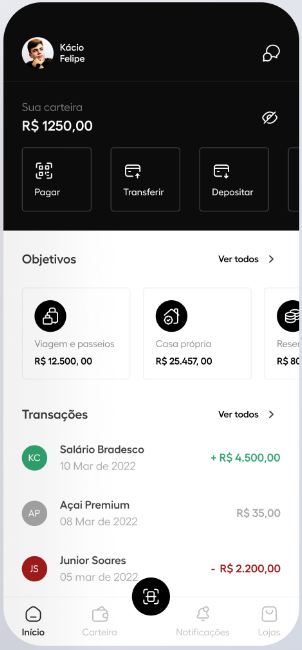 Kácio
Felipe
Sua carteira
R$ 1250,00
Pagar
Transferir
Depositar
Objetivos
Ver todos
Viagem e passeios
Casa própria
Reser
R$ 12.500, 00
R$ 25.457, 00
R$ 80
Transações
Ver todos
KC
Salário Bradesco
+ R$ 4.500,00
10 Mar de 2022
AP
Açai Premium
R$ 35,00
08 Mar de 2022
JS
Junior Soares
- R$ 2.200,00
05 mar de 2022
Início
Carteira
Notificações
Lojas